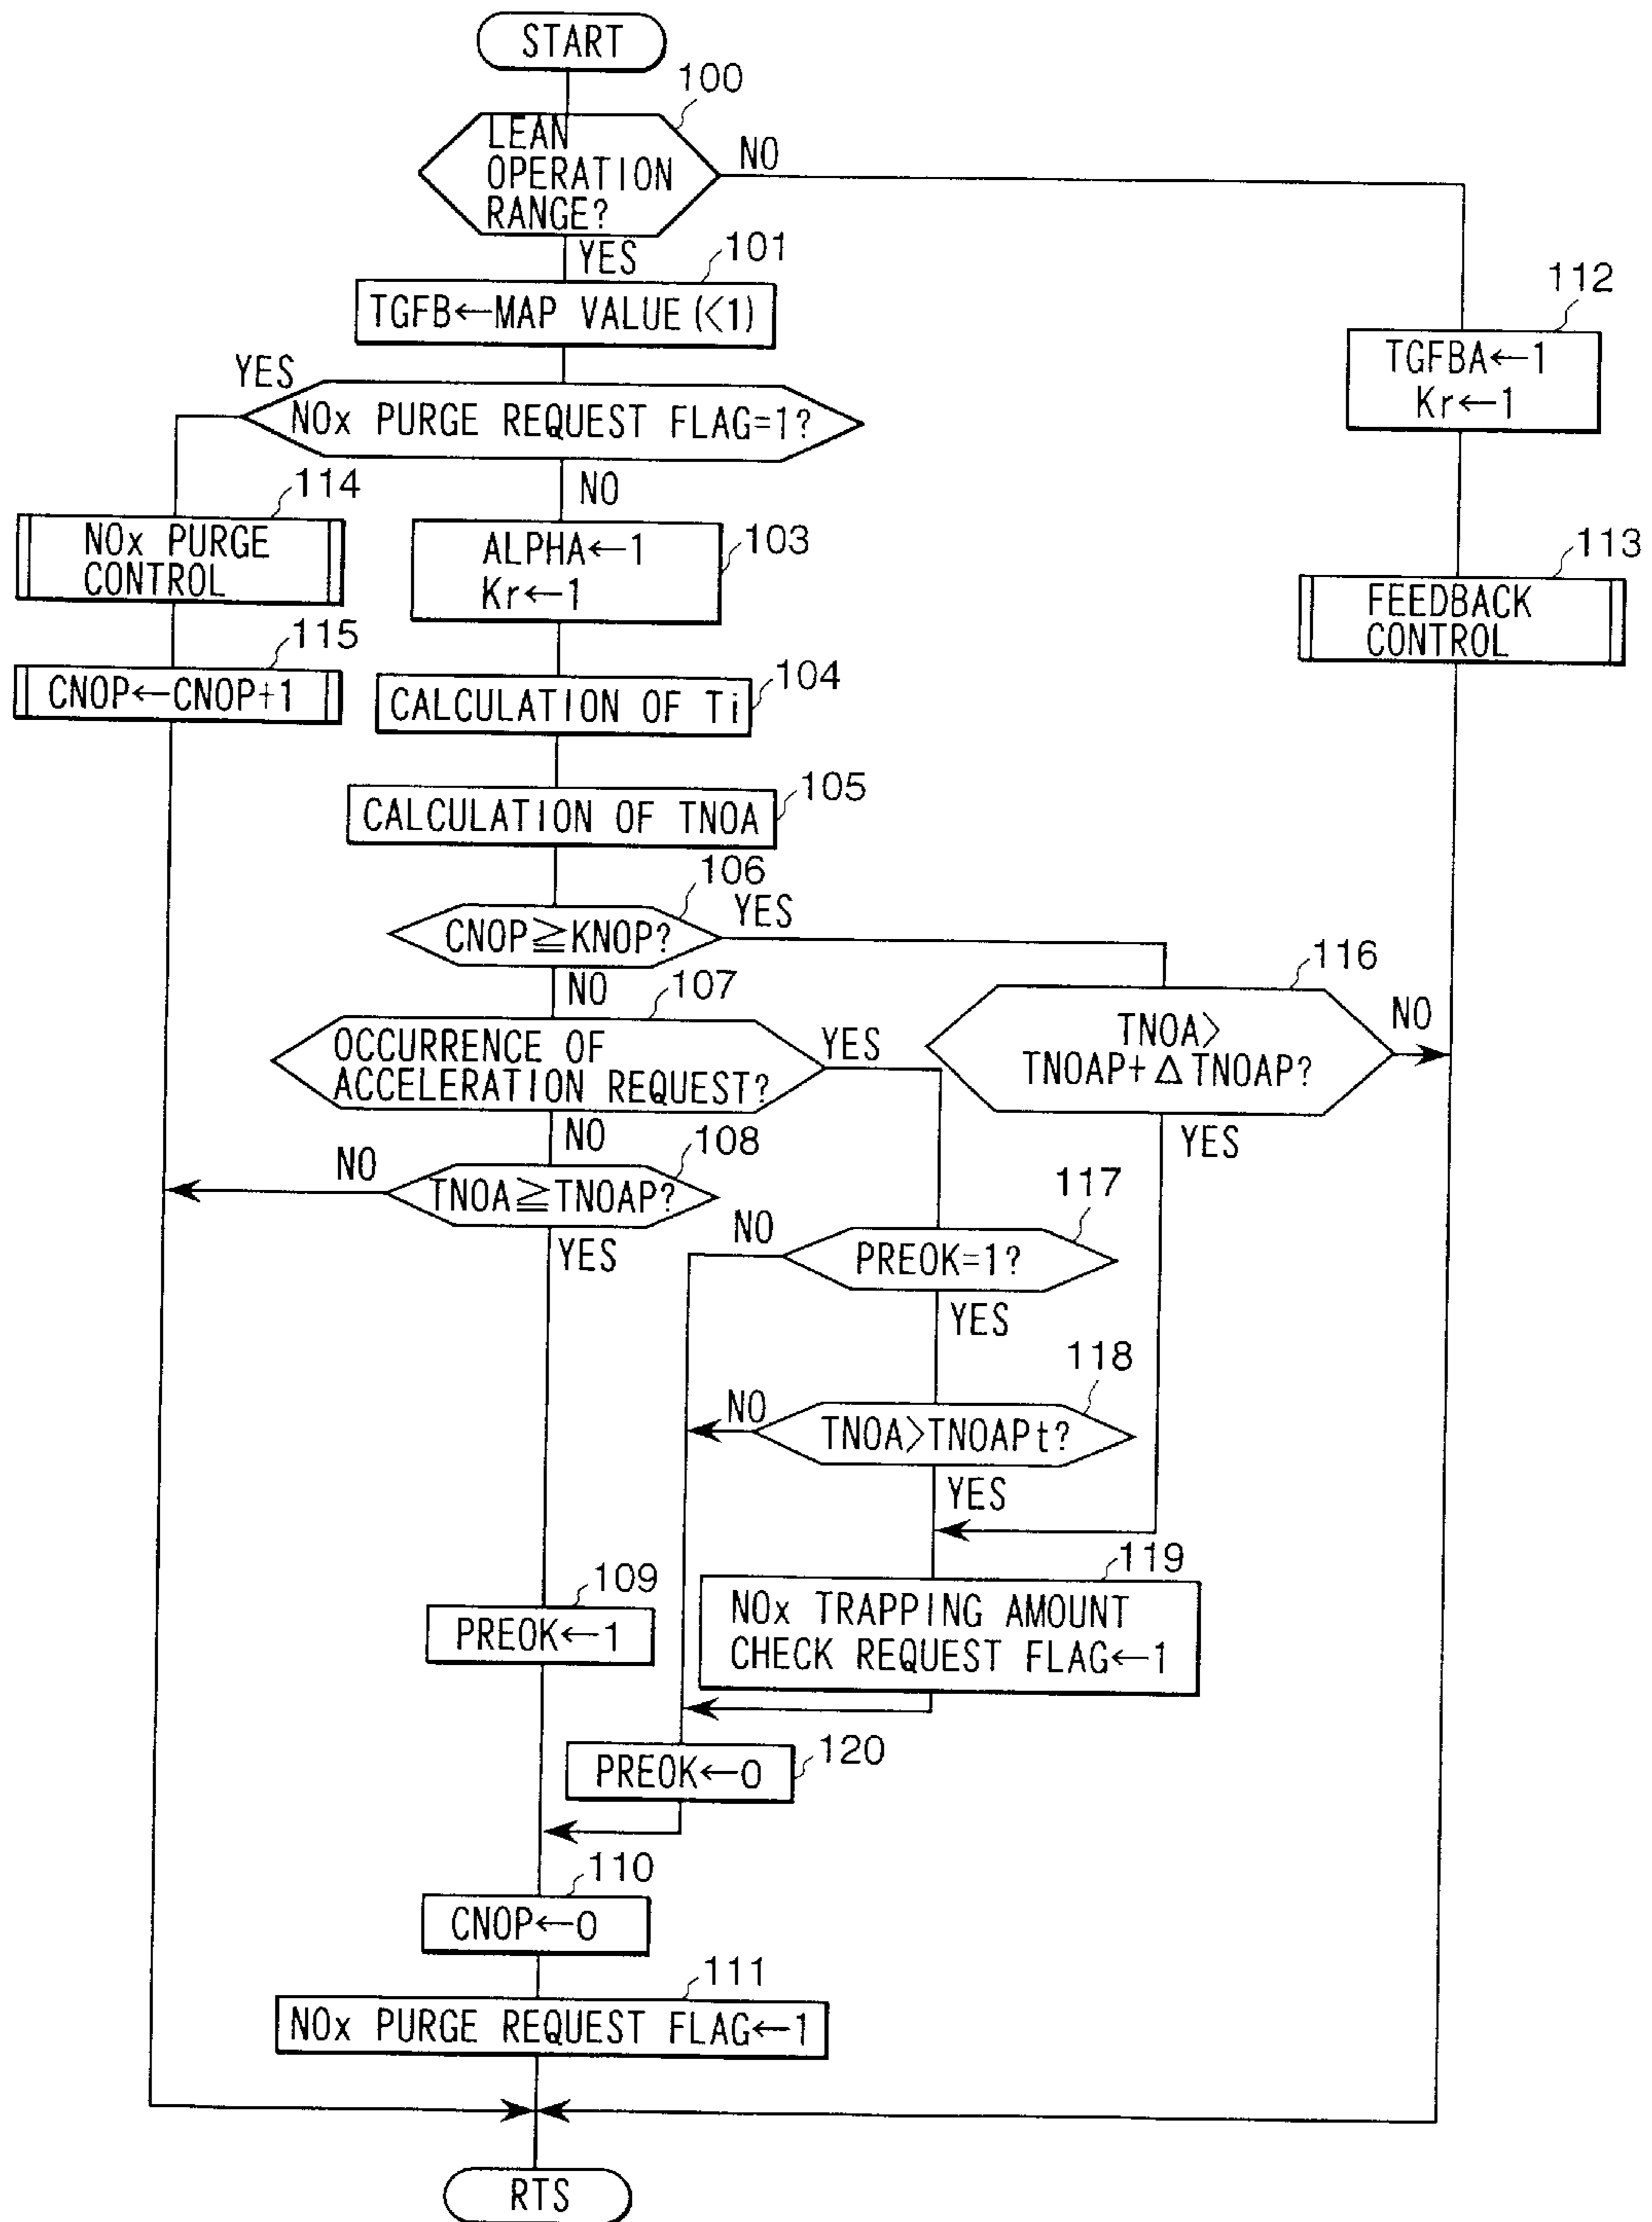 START
100
LEAN
OPERATION
RANGE?
NO
YES
101
TGFB←MAP VALUE(<1)
112
TGFBA←1
Kr←1
YES
NOx PURGE REQUEST FLAG=1?
NO
114
NOx PURGE
CONTROL
103
ALPHA←1
Kr←1
113
FEEDBACK
CONTROL
115
CNOP←CNOP+1
104
CALCULATION OF Ti
105
CALCULATION OF TNOA
106
CNOP≧KNOP?
YES
NO
107
OCCURRENCE OF
ACCELERATION REQUEST?
YES
116
TNOA>
TNOAP+ΔTNOAP?
NO
YES
NO
108
TNOA≧TNOAP?
NO
YES
117
PREOK=1?
NO
YES
118
TNOA>TNOAPt?
NO
YES
119
NOx TRAPPING AMOUNT
CHECK REQUEST FLAG←1
109
PREOK←1
120
PREOK←0
110
CNOP←0
111
NOx PURGE REQUEST FLAG←1
RTS